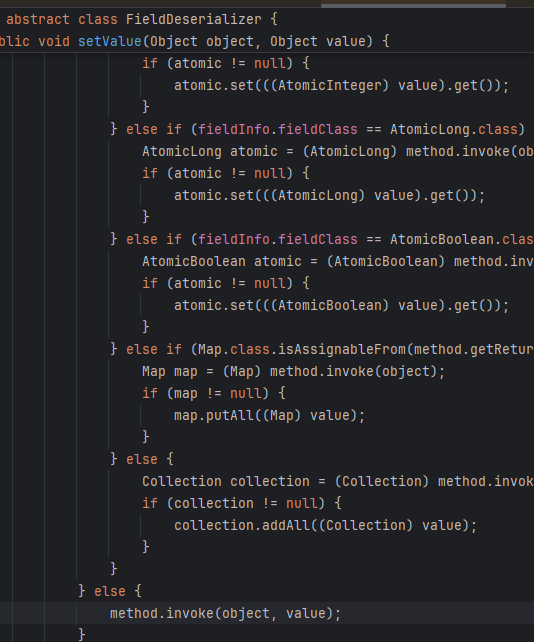 abstract class FieldDeserializer {
blic void setValue(Object object, Object value) {
if (atomic != null) {
atomic.set(((AtomicInteger) value).get());
}
} else if (fieldInfo.fieldClass == AtomicLong.class)
AtomicLong atomic = (AtomicLong) method.invoke(ob
if (atomic != null) {
atomic.set(((AtomicLong) value).get());
}
} else if (fieldInfo.fieldClass == AtomicBoolean.clas
AtomicBoolean atomic = (AtomicBoolean) method.inv
if (atomic != null) {
atomic.set(((AtomicBoolean) value).get());
}
} else if (Map.class.isAssignableFrom(method.getRetur
Map map = (Map) method.invoke(object);
if (map != null) {
map.putAll((Map) value);
}
} else {
Collection collection = (Collection) method.invok
if (collection != null) {
collection.addAll((Collection) value);
}
}
} else {
method.invoke(object, value);
}